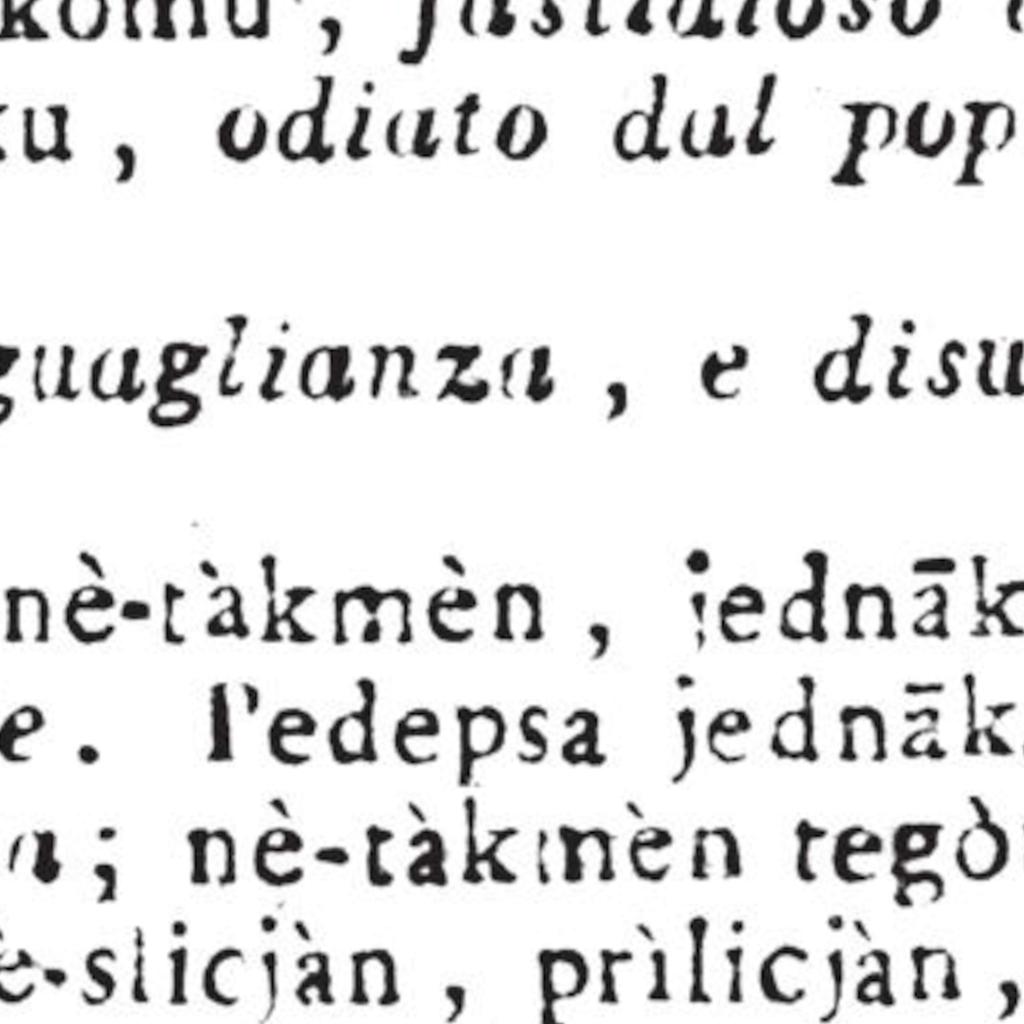 komu, fastidioso
ku, odiato dal pop
guaglianza, e disu
nè-tàkmèn, jednāk
e. l'edepsa jednāk
a; nè-tàkmèn tegò
è-slicjàn, prìlicjàn,